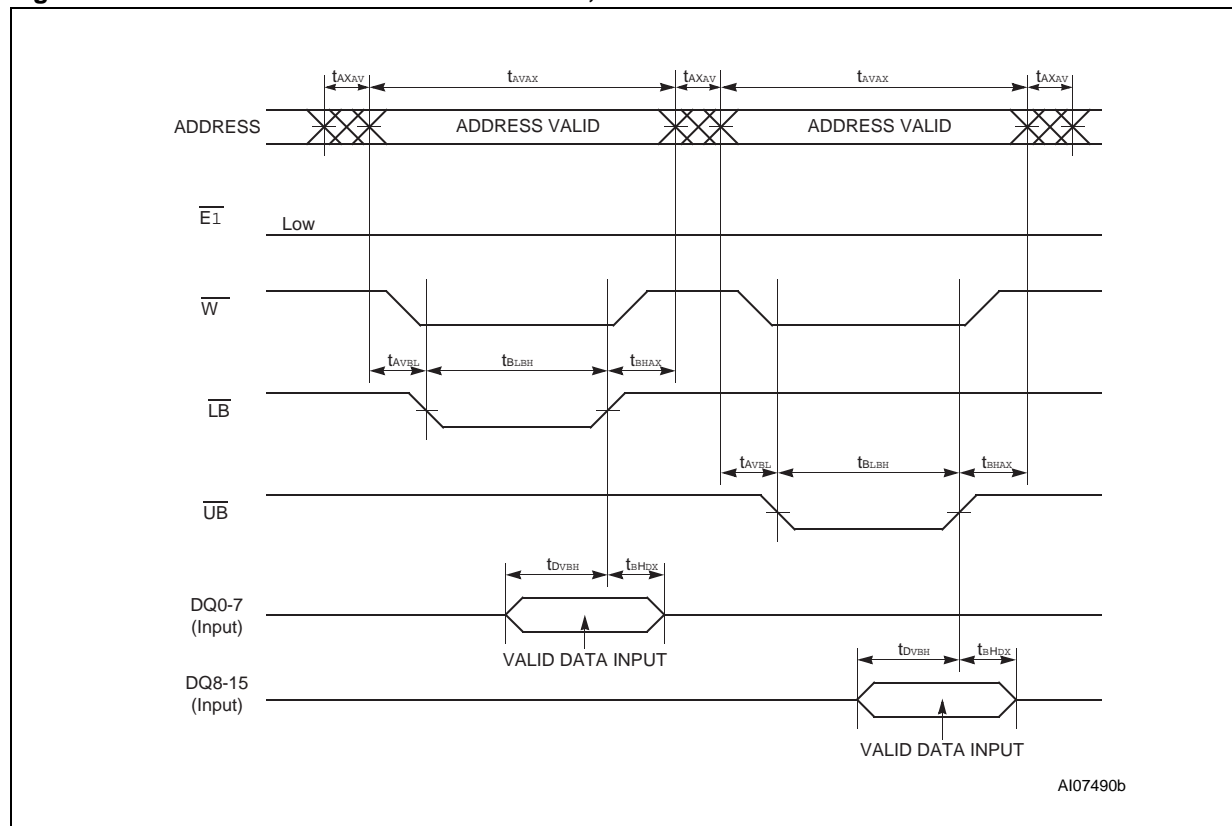 tAXAV tAVAX tAXAV tAVAX tAXAV
ADDRESS ADDRESS VALID ADDRESS VALID
E1 Low
W
tAVBL tBLBH tBHAX
LB
tAVBL tBLBH tBHAX
UB
tDVBH tBHDX
DQ0-7
(Input)
VALID DATA INPUT
tDVBH tBHDX
DQ8-15
(Input)
VALID DATA INPUT
AI07490b